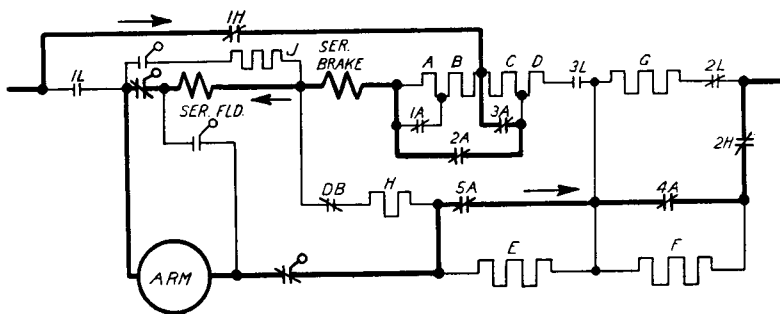 1H
J
SER.
BRAKE
A B C D 3L G 2L
1L
SER. FLD.
1A 3A
2A
2H
DB H 5A 4A
E F
ARM